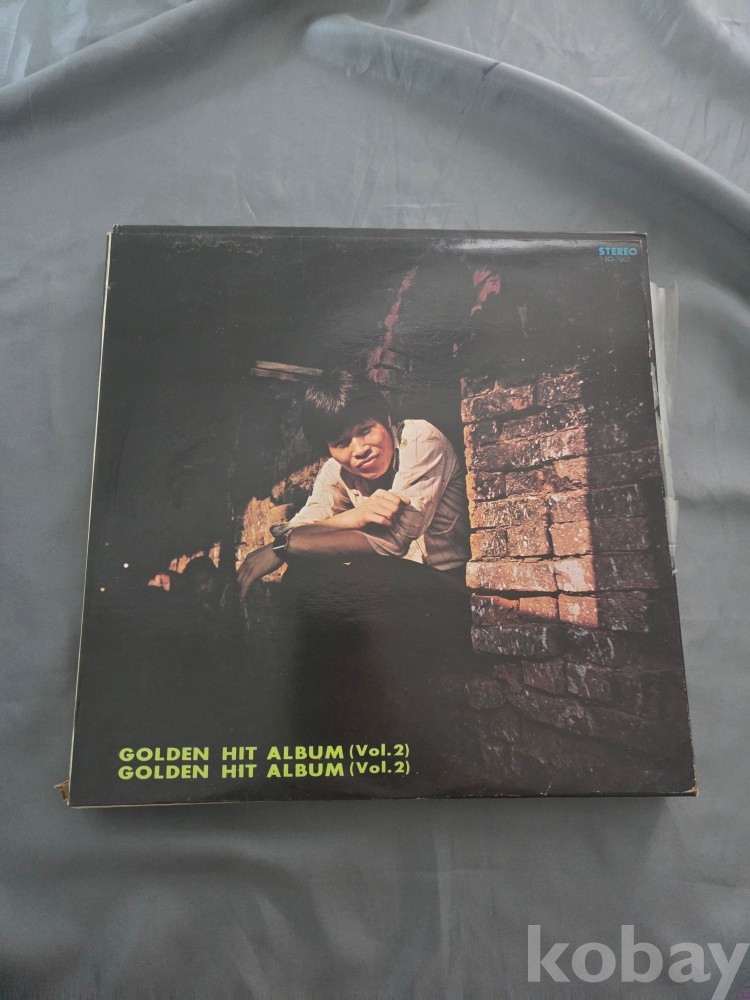 STEREO
GOLDEN HIT ALBUM (Vol.2)
GOLDEN HIT ALBUM (Vol.2)
kobay